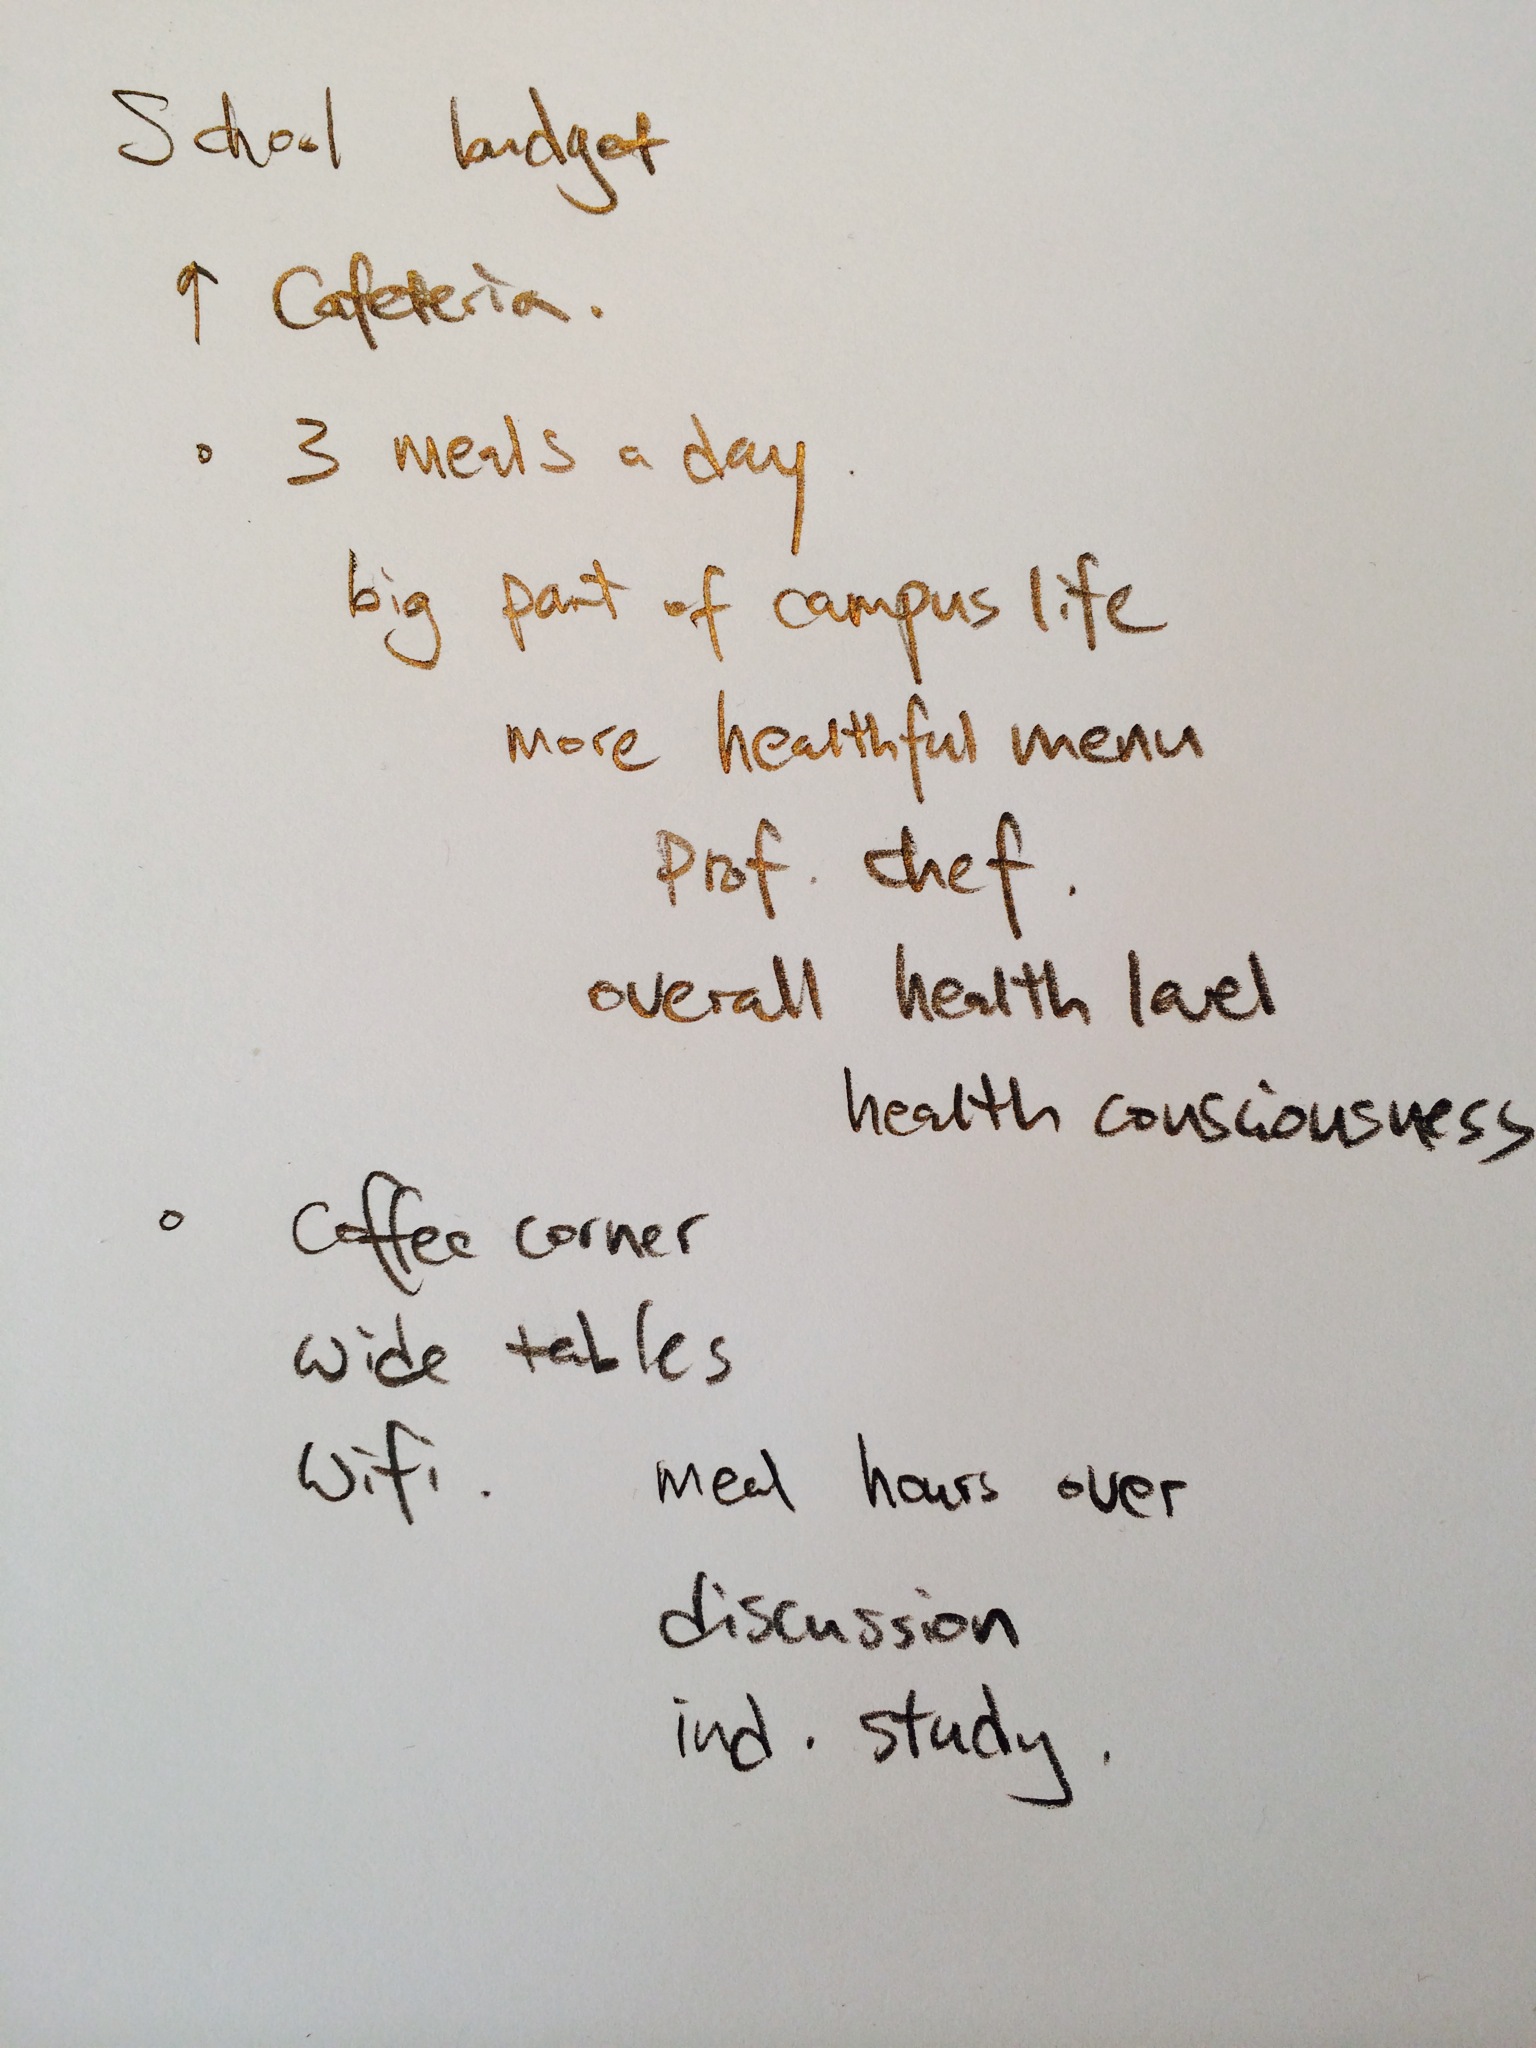 School budget
↑ Cafeteria.
◦ 3 meals a day.
big part of campus life
more healthful menu
Prof. chef.
overall health level
health consciousness
◦ Coffee corner
wide tables
Wifi. meal hours over
discussion
ind. study.